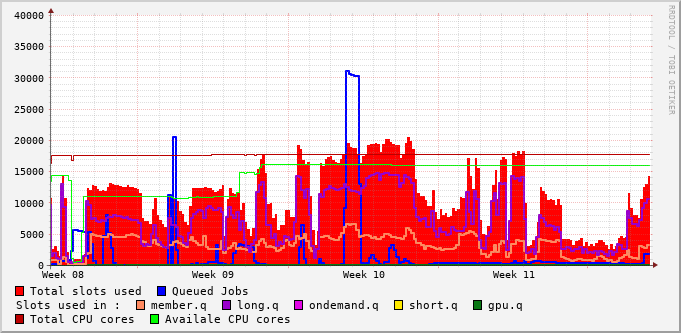 40000
35000
30000
25000
20000
15000
10000
5000
0
Week 08 Week 09 Week 10 Week 11
RRDTOOL / TOBI OETIKER
Total slots used Queued Jobs
Slots used in : member.q long.q ondemand.q short.q gpu.q
Total CPU cores Availale CPU cores